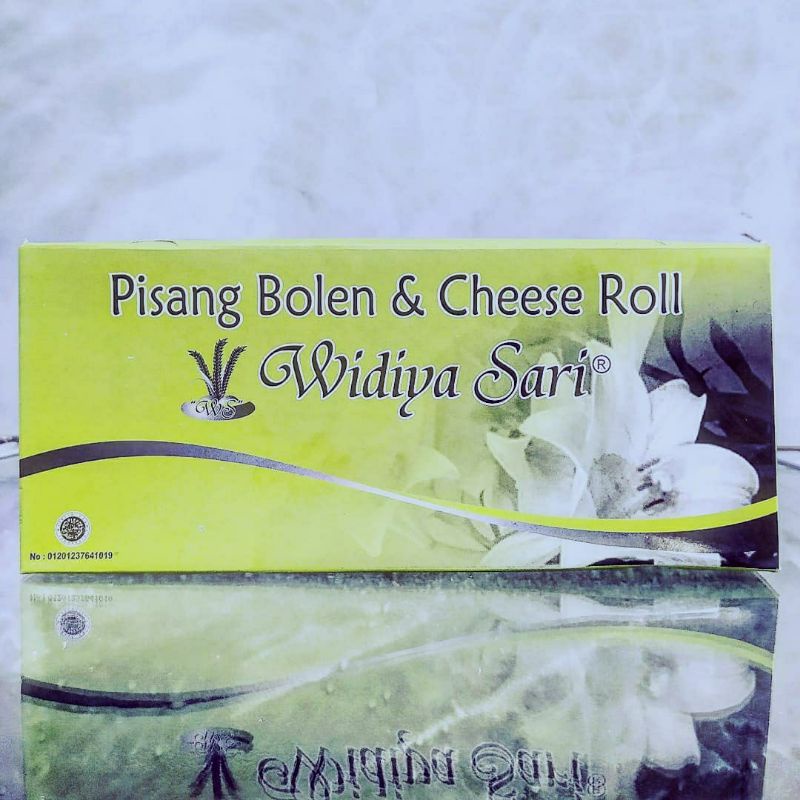 Pisang Bolen & Cheese Roll
Widiya Sari®
"WS"
No : 01201237641019